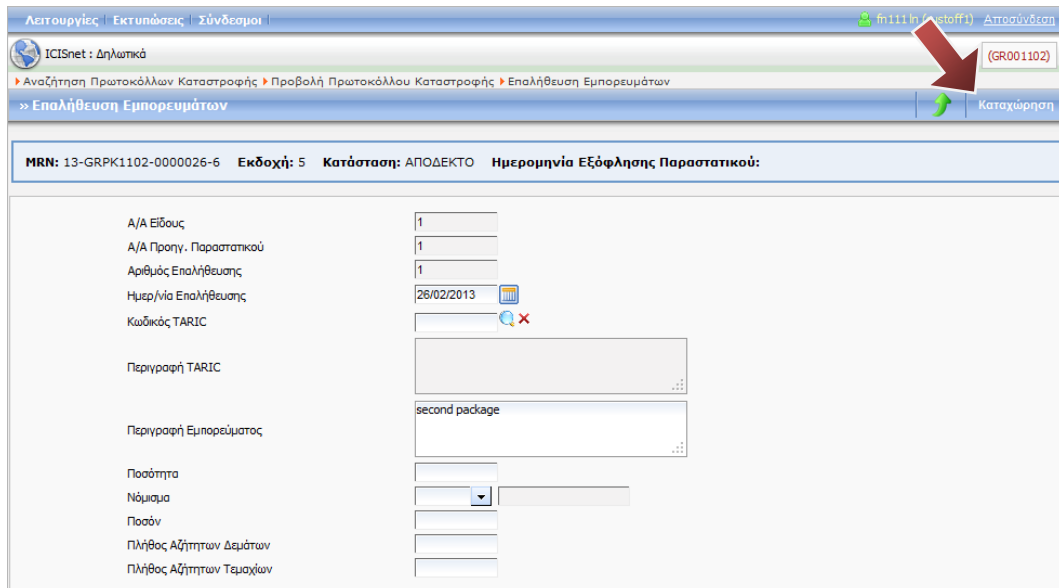 Λειτουργίες Εκτυπώσεις Σύνδεσμοι fn111ln (custoff1) Αποσύνδεση
ICISnet : Δηλωτικά (GR001102)
Αναζήτηση Πρωτοκόλλων Καταστροφής Προβολή Πρωτοκόλλου Καταστροφής Επαλήθευση Εμπορευμάτων
» Επαλήθευση Εμπορευμάτων Καταχώρηση
MRN: 13-GRPK1102-0000026-6 Εκδοχή: 5 Κατάσταση: ΑΠΟΔΕΚΤΟ Ημερομηνία Εξόφλησης Παραστατικού:
Α/Α Είδους 1
Α/Α Προηγ. Παραστατικού 1
Αριθμός Επαλήθευσης 1
Ημερ/νία Επαλήθευσης 26/02/2013
Κωδικός TARIC
Περιγραφή TARIC
Περιγραφή Εμπορεύματος second package
Ποσότητα
Νόμισμα
Ποσόν
Πλήθος Αζήτητων Δεμάτων
Πλήθος Αζήτητων Τεμαχίων